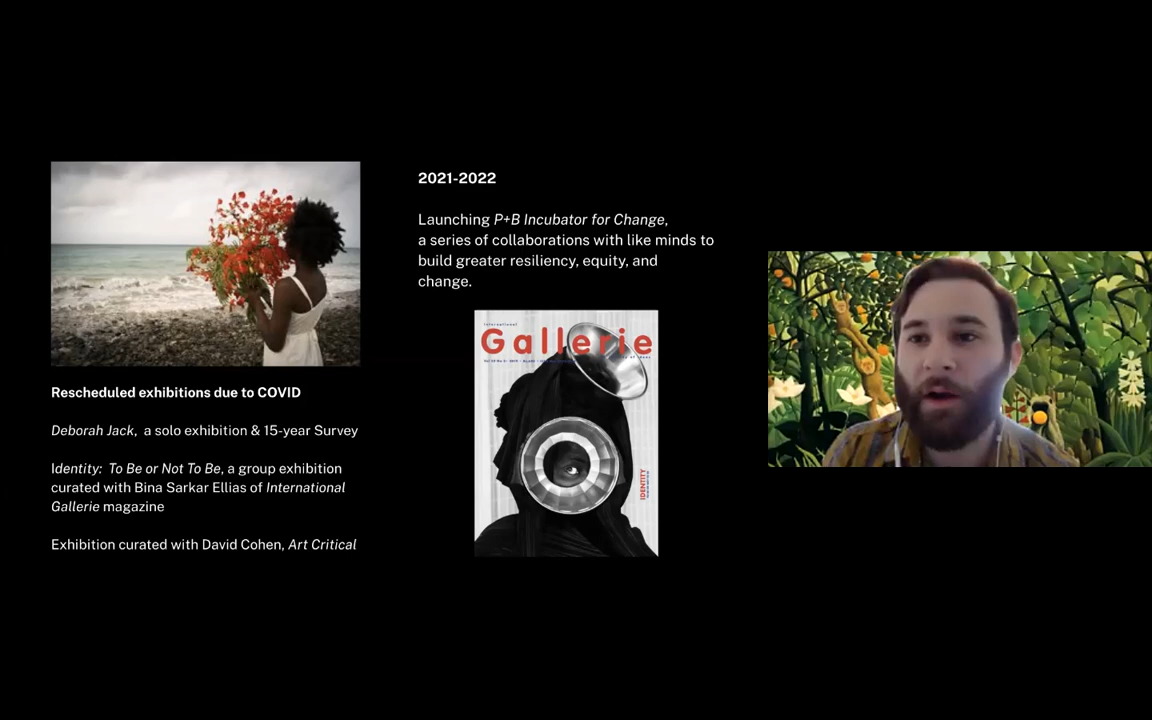 Rescheduled exhibitions due to COVID
Deborah Jack, a solo exhibition & 15-year Survey
Identity: To Be or Not To Be, a group exhibition
curated with Bina Sarkar Ellias of International
Gallerie magazine
Exhibition curated with David Cohen, Art Critical
2021-2022
Launching P+B Incubator for Change,
a series of collaborations with like minds to
build greater resiliency, equity, and
change.
International
Gallerie
IDENTITY